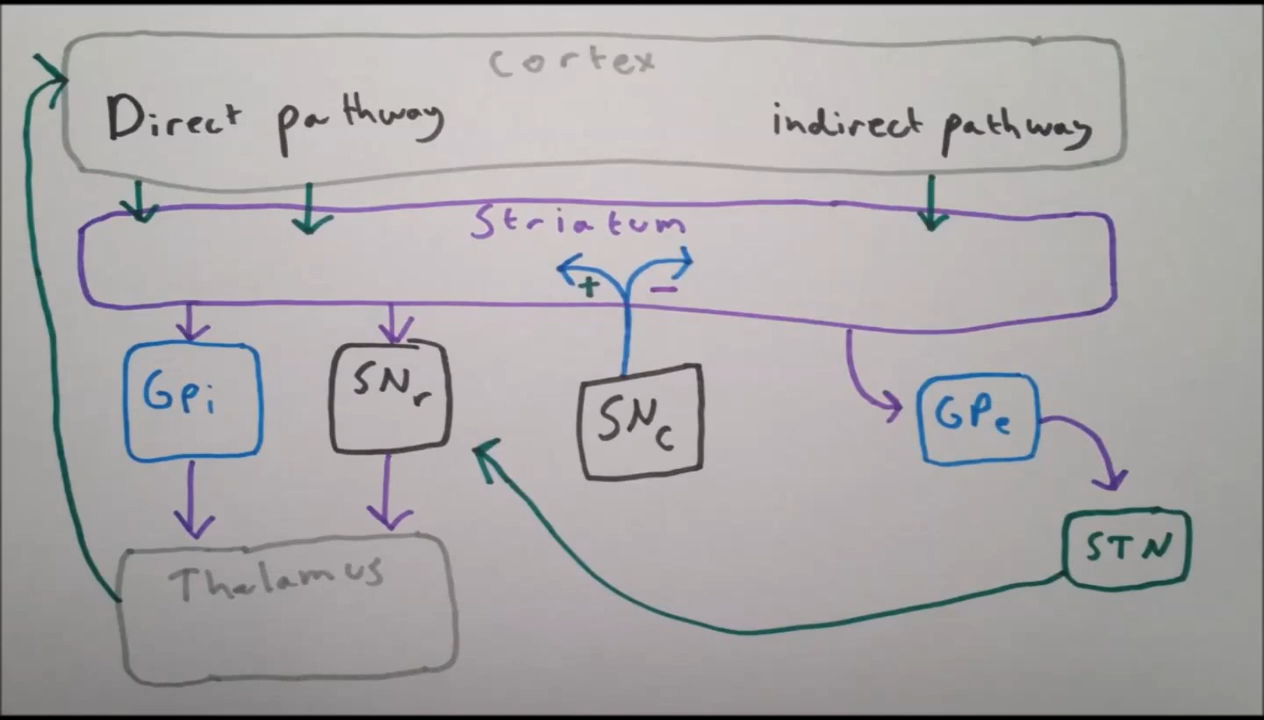 Cortex
Direct pathway
indirect pathway
Striatum
+
-
GPi
SNr
SNc
GPe
STN
Thalamus